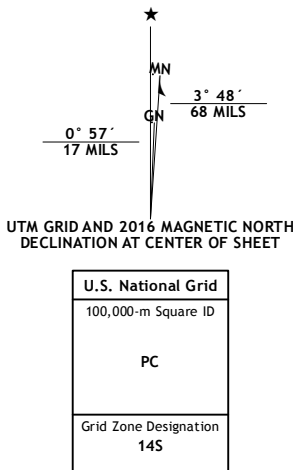 ★
MN
GN
3° 48´
68 MILS
0° 57´
17 MILS
UTM GRID AND 2016 MAGNETIC NORTH
DECLINATION AT CENTER OF SHEET
U.S. National Grid
100,000-m Square ID
PC
Grid Zone Designation
14S